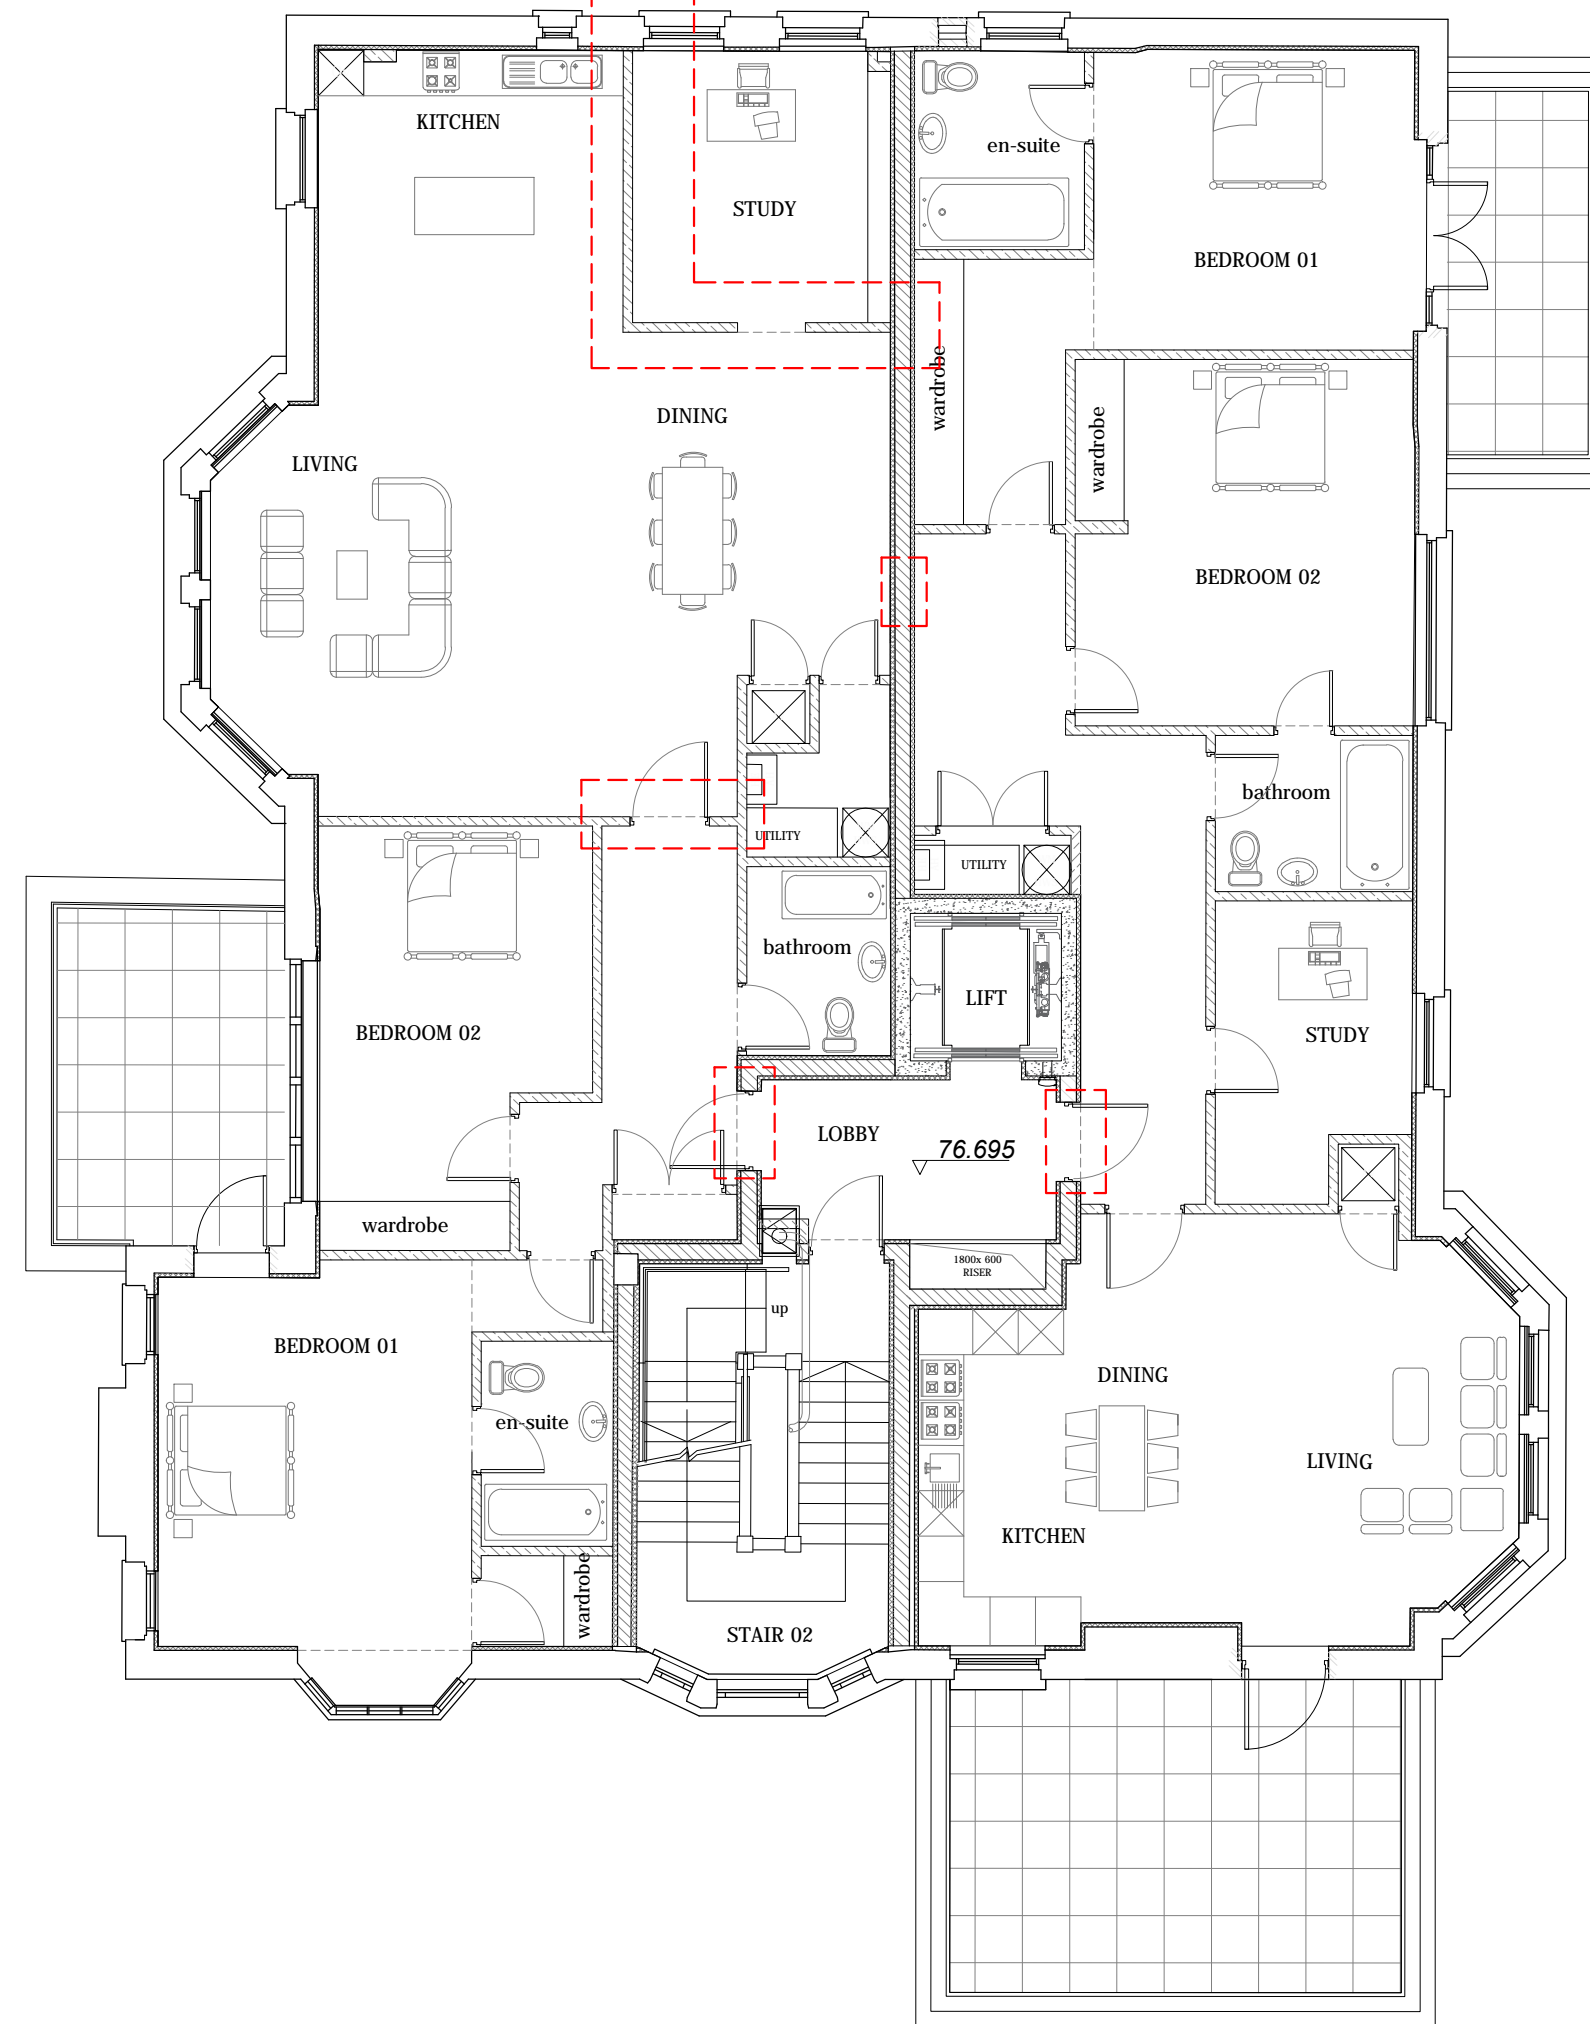 KITCHEN
en-suite
STUDY
BEDROOM 01
wardrobe
DINING
wardrobe
LIVING
BEDROOM 02
bathroom
UTILITY
UTILITY
bathroom
LIFT
BEDROOM 02
STUDY
LOBBY
76.695
wardrobe
1800x 600
RISER
up
BEDROOM 01
DINING
en-suite
LIVING
KITCHEN
wardrobe
STAIR 02